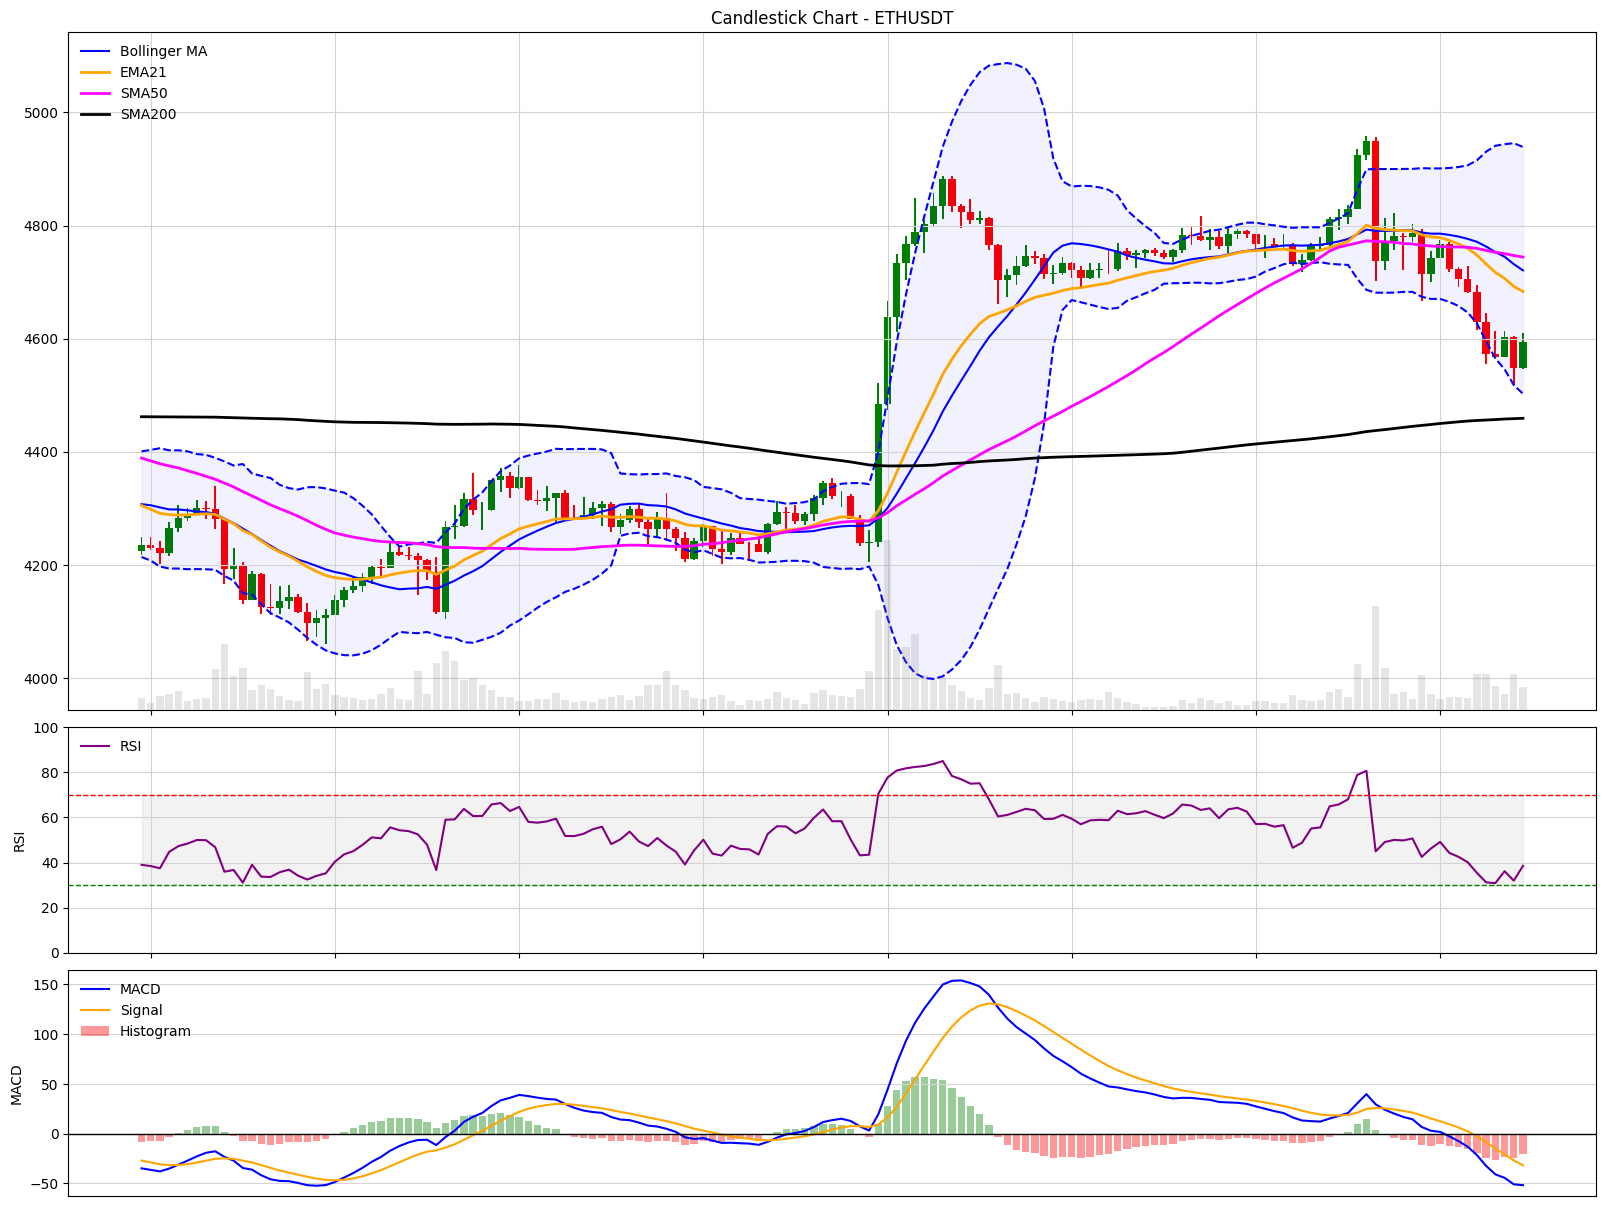 Candlestick Chart - ETHUSDT
Bollinger MA
EMA21
SMA50
SMA200
5000
4800
4600
4400
4200
4000
100
80
60
40
20
0
RSI
RSI
150
100
50
0
−50
MACD
MACD
Signal
Histogram